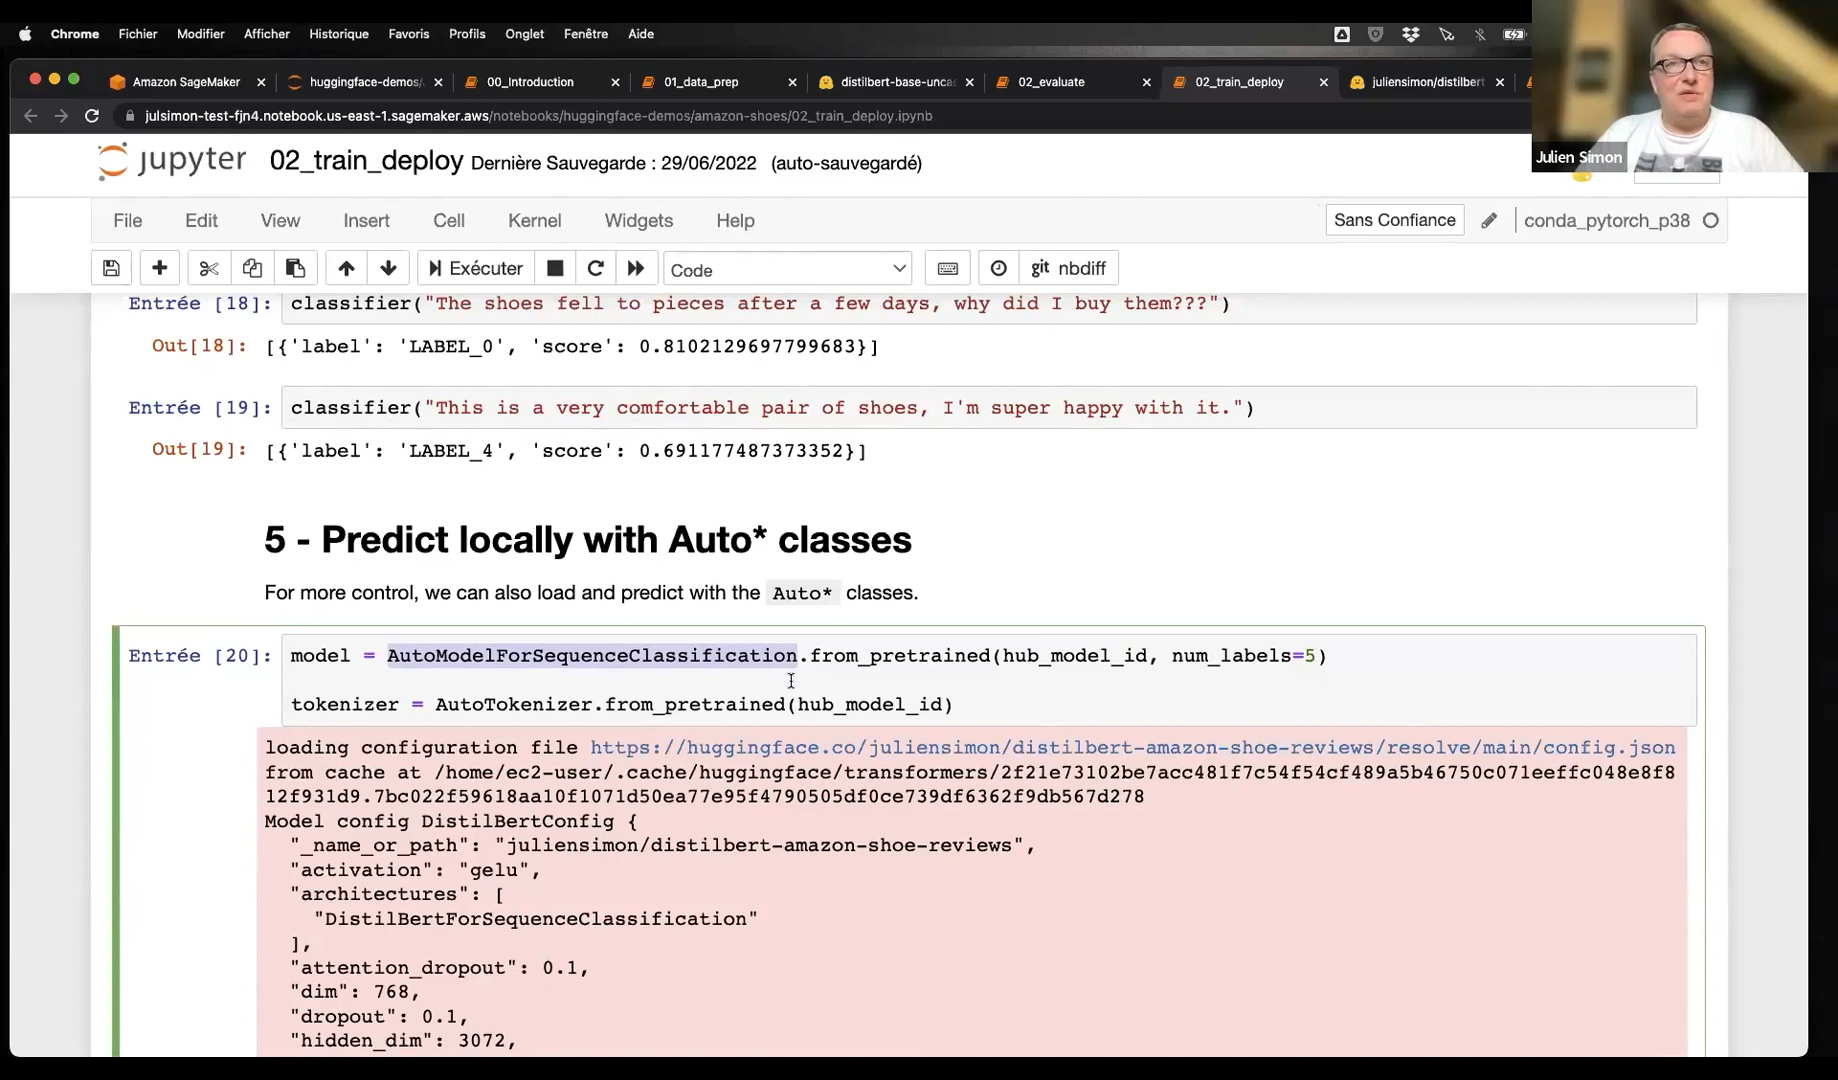 Chrome Fichier Modifier Afficher Historique Favoris Profils Onglet Fenêtre Aide
Amazon SageMaker huggingface-demos/ 00_Introduction 01_data_prep distilbert-base-unca 02_evaluate 02_train_deploy juliensimon/distilbert
julsimon-test-fjn4.notebook.us-east-1.sagemaker.aws/notebooks/huggingface-demos/amazon-shoes/02_train_deploy.ipynb
Julien Simon
jupyter 02_train_deploy Dernière Sauvegarde : 29/06/2022 (auto-sauvegardé)
File Edit View Insert Cell Kernel Widgets Help Sans Confiance conda_pytorch_p38
Exécuter Code git nbdiff
Entrée [18]: classifier("The shoes fell to pieces after a few days, why did I buy them???")
Out[18]: [{'label': 'LABEL_0', 'score': 0.8102129697799683}]
Entrée [19]: classifier("This is a very comfortable pair of shoes, I'm super happy with it.")
Out[19]: [{'label': 'LABEL_4', 'score': 0.691177487373352}]
5 - Predict locally with Auto* classes
For more control, we can also load and predict with the Auto* classes.
Entrée [20]: model = AutoModelForSequenceClassification.from_pretrained(hub_model_id, num_labels=5)
tokenizer = AutoTokenizer.from_pretrained(hub_model_id)
loading configuration file https://huggingface.co/juliensimon/distilbert-amazon-shoe-reviews/resolve/main/config.json
from cache at /home/ec2-user/.cache/huggingface/transformers/2f21e73102be7acc481f7c54f54cf489a5b46750c071eeffc048e8f8
12f931d9.7bc022f59618aa10f1071d50ea77e95f4790505df0ce739df6362f9db567d278
Model config DistilBertConfig {
"_name_or_path": "juliensimon/distilbert-amazon-shoe-reviews",
"activation": "gelu",
"architectures": [
"DistilBertForSequenceClassification"
],
"attention_dropout": 0.1,
"dim": 768,
"dropout": 0.1,
"hidden_dim": 3072,